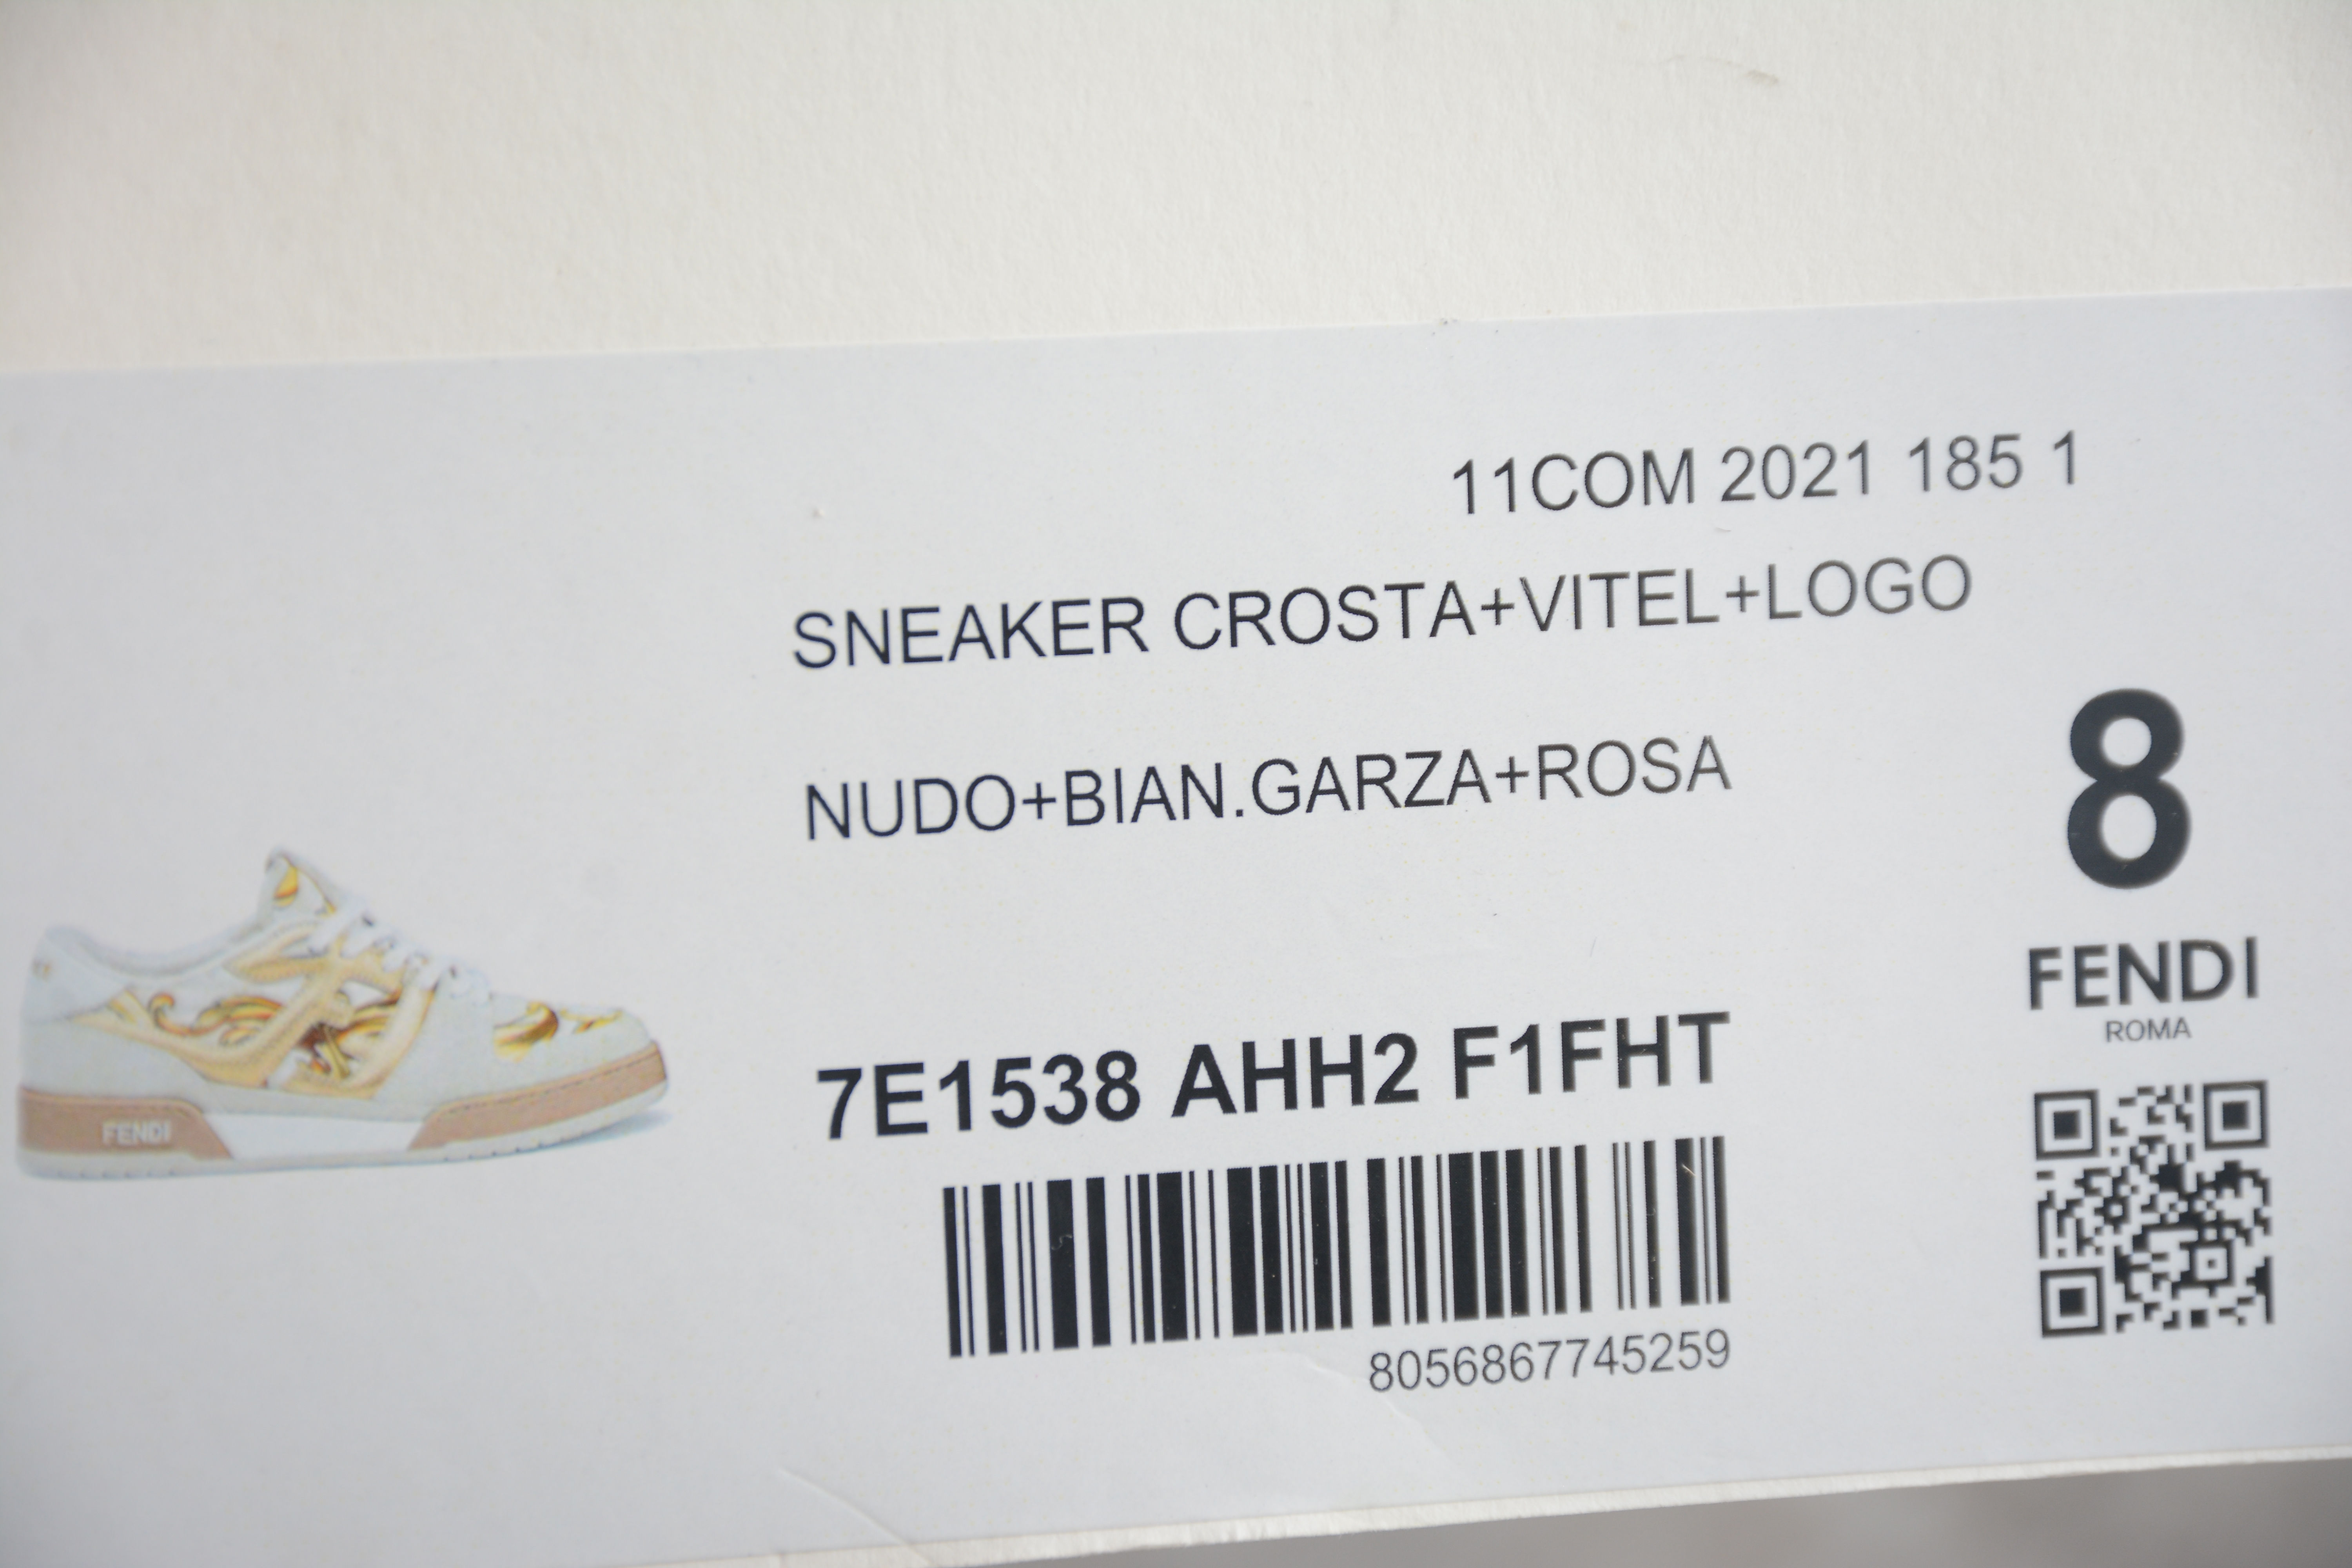 11COM 2021 185 1
SNEAKER CROSTA+VITEL+LOGO
NUDO+BIAN.GARZA+ROSA
8
FENDI
ROMA
7E1538 AHH2 F1FHT
8056867745259
FENDI